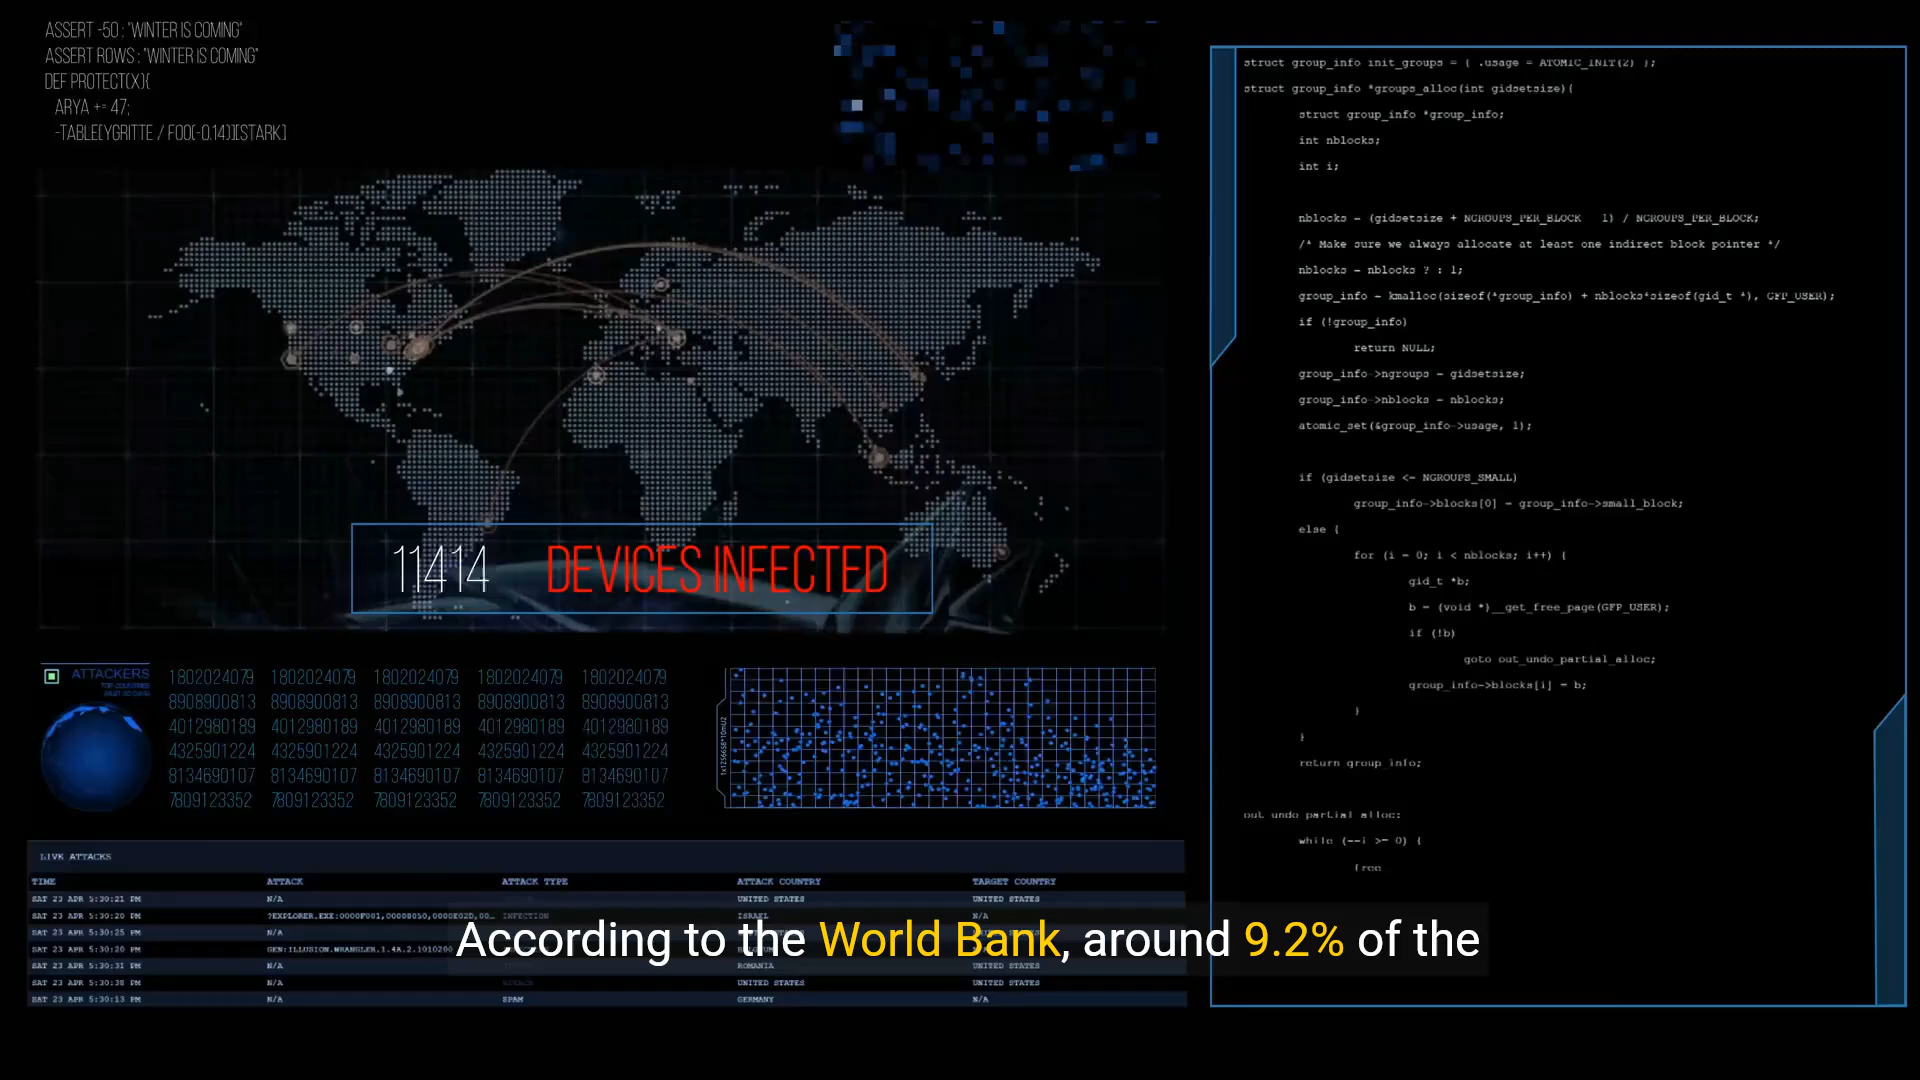 ASSERT -50 : "WINTER IS COMING"
ASSERT ROWS : "WINTER IS COMING"
DEF PROTECT(X){
ARYA += 47;
-TABLE[YGRITTE / FOO(-0.14)][STARK]
11414 DEVICES INFECTED
ATTACKERS
1802024079 1802024079 1802024079 1802024079 1802024079
8908900813 8908900813 8908900813 8908900813 8908900813
4012980189 4012980189 4012980189 4012980189 4012980189
4325901224 4325901224 4325901224 4325901224 4325901224
8134690107 8134690107 8134690107 8134690107 8134690107
7809123352 7809123352 7809123352 7809123352 7809123352
LIVE ATTACKS
TIME ATTACK ATTACK TYPE ATTACK COUNTRY TARGET COUNTRY
SAT 23 APR 5:30:21 PM N/A UNITED STATES UNITED STATES
SAT 23 APR 5:30:20 PM INFECTION ISRAEL N/A
SAT 23 APR 5:30:25 PM N/A
SAT 23 APR 5:30:20 PM GEN:ILLUSION.WRANGLER.1.4A.2.1010200
SAT 23 APR 5:30:31 PM N/A ROMANIA UNITED STATES
SAT 23 APR 5:30:38 PM N/A UNITED STATES UNITED STATES
SAT 23 APR 5:30:13 PM SPAM GERMANY N/A
According to the World Bank, around 9.2% of the
struct group_info init_groups = { .usage = ATOMIC_INIT(2) };
struct group_info *groups_alloc(int gidsetsize){
struct group_info *group_info;
int nblocks;
int i;
nblocks = (gidsetsize + NGROUPS_PER_BLOCK 1) / NGROUPS_PER_BLOCK;
/* Make sure we always allocate at least one indirect block pointer */
nblocks = nblocks ? : 1;
group_info = kmalloc(sizeof(*group_info) + nblocks*sizeof(gid_t *), GFP_USER);
if (!group_info)
return NULL;
group_info->ngroups = gidsetsize;
group_info->nblocks = nblocks;
atomic_set(&group_info->usage, 1);
if (gidsetsize <= NGROUPS_SMALL)
group_info->blocks[0] = group_info->small_block;
else {
for (i = 0; i < nblocks; i++) {
gid_t *b;
b = (void *)__get_free_page(GFP_USER);
if (!b)
goto out_undo_partial_alloc;
group_info->blocks[i] = b;
}
}
return group_info;
out_undo_partial_alloc:
while (--i >= 0) {
free